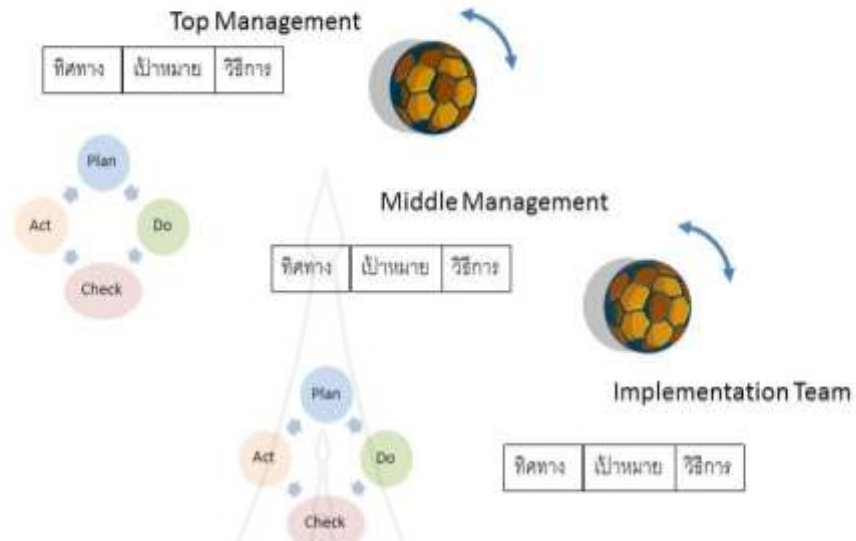 Top Management
ทิศทาง เป้าหมาย วิธีการ
Plan
Act Do
Check
Middle Management
ทิศทาง เป้าหมาย วิธีการ
Implementation Team
Plan
Act Do
Check
ทิศทาง เป้าหมาย วิธีการ